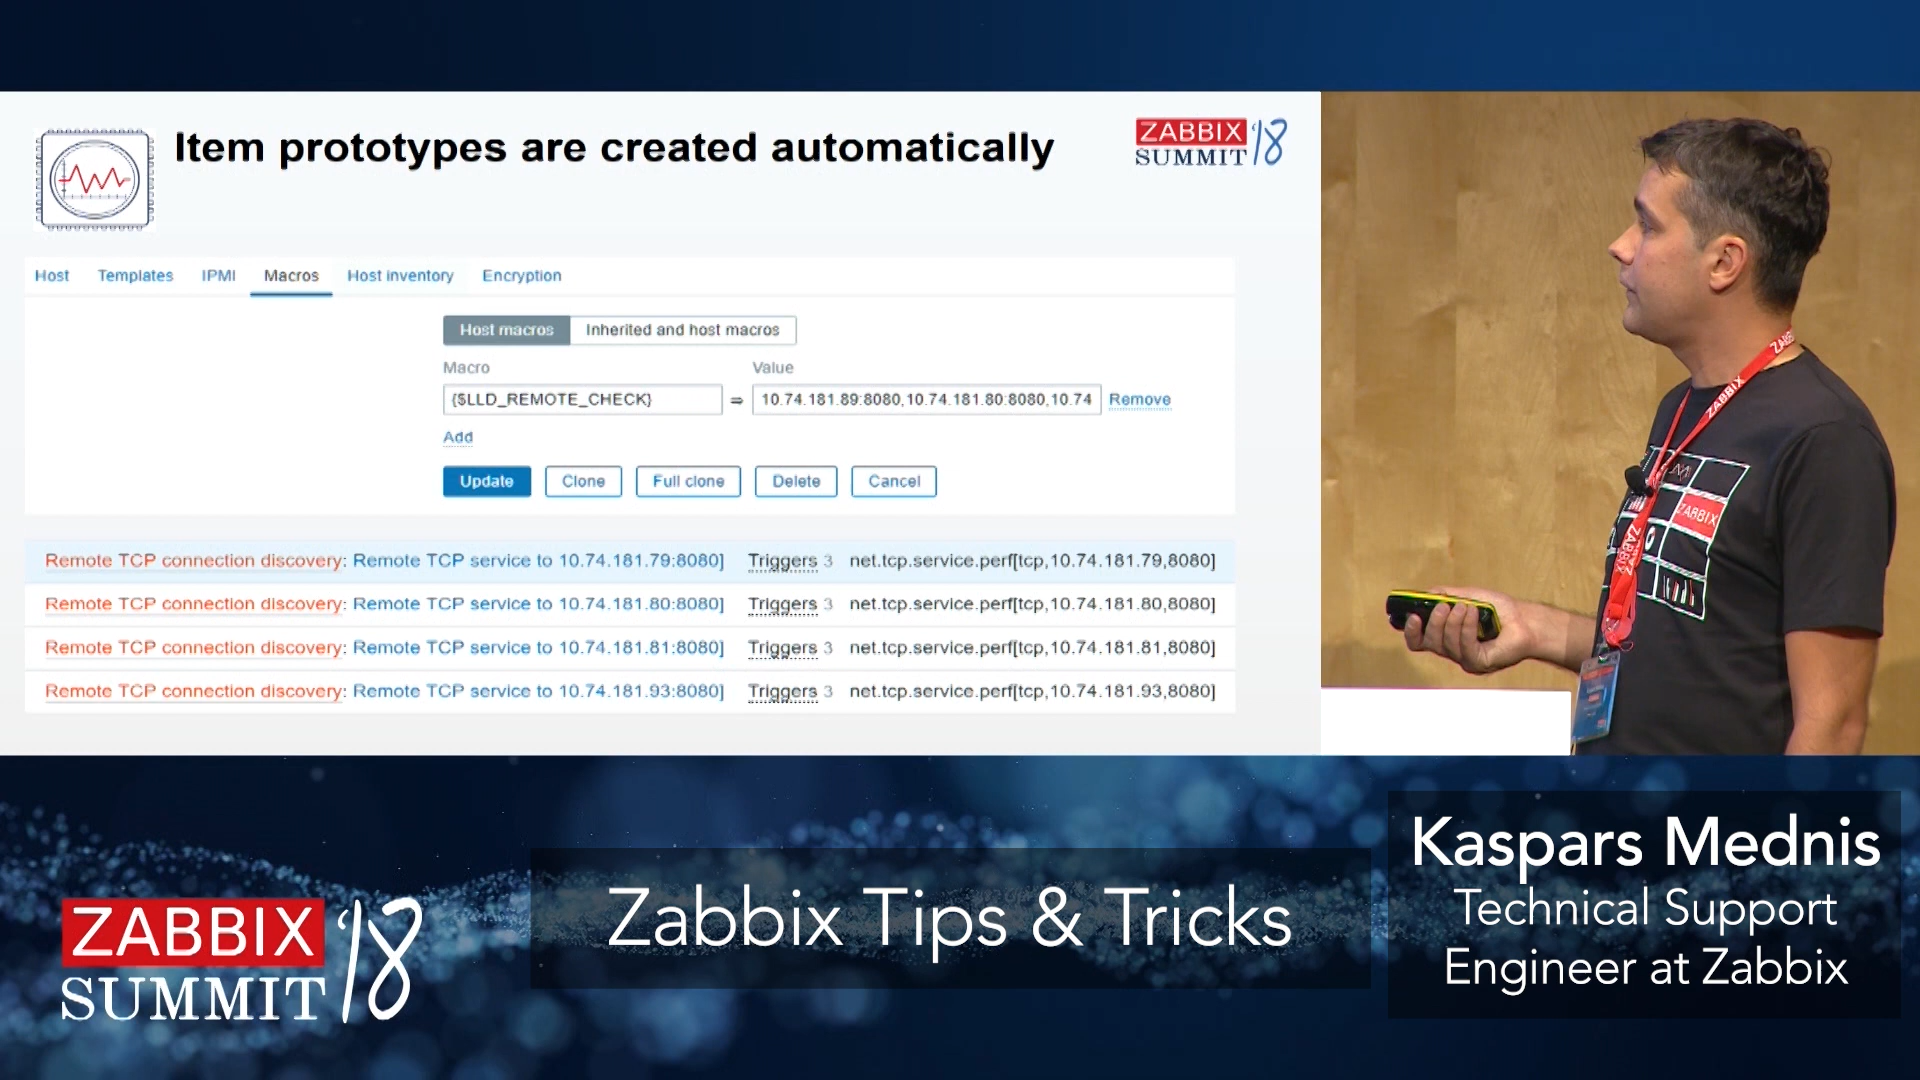 Item prototypes are created automatically
ZABBIX '18
SUMMIT
Host Templates IPMI Macros Host inventory Encryption
Host macros Inherited and host macros
Macro Value
{$LLD_REMOTE_CHECK} ⇒ 10.74.181.89:8080,10.74.181.80:8080,10.74 Remove
Add
Update Clone Full clone Delete Cancel
Remote TCP connection discovery: Remote TCP service to 10.74.181.79:8080] Triggers 3 net.tcp.service.perf[tcp,10.74.181.79,8080]
Remote TCP connection discovery: Remote TCP service to 10.74.181.80:8080] Triggers 3 net.tcp.service.perf[tcp,10.74.181.80,8080]
Remote TCP connection discovery: Remote TCP service to 10.74.181.81:8080] Triggers 3 net.tcp.service.perf[tcp,10.74.181.81,8080]
Remote TCP connection discovery: Remote TCP service to 10.74.181.93:8080] Triggers 3 net.tcp.service.perf[tcp,10.74.181.93,8080]
ZABBIX
ZABBIX
ZABBIX
ZABBIX '18
SUMMIT
Zabbix Tips & Tricks
Kaspars Mednis
Technical Support
Engineer at Zabbix